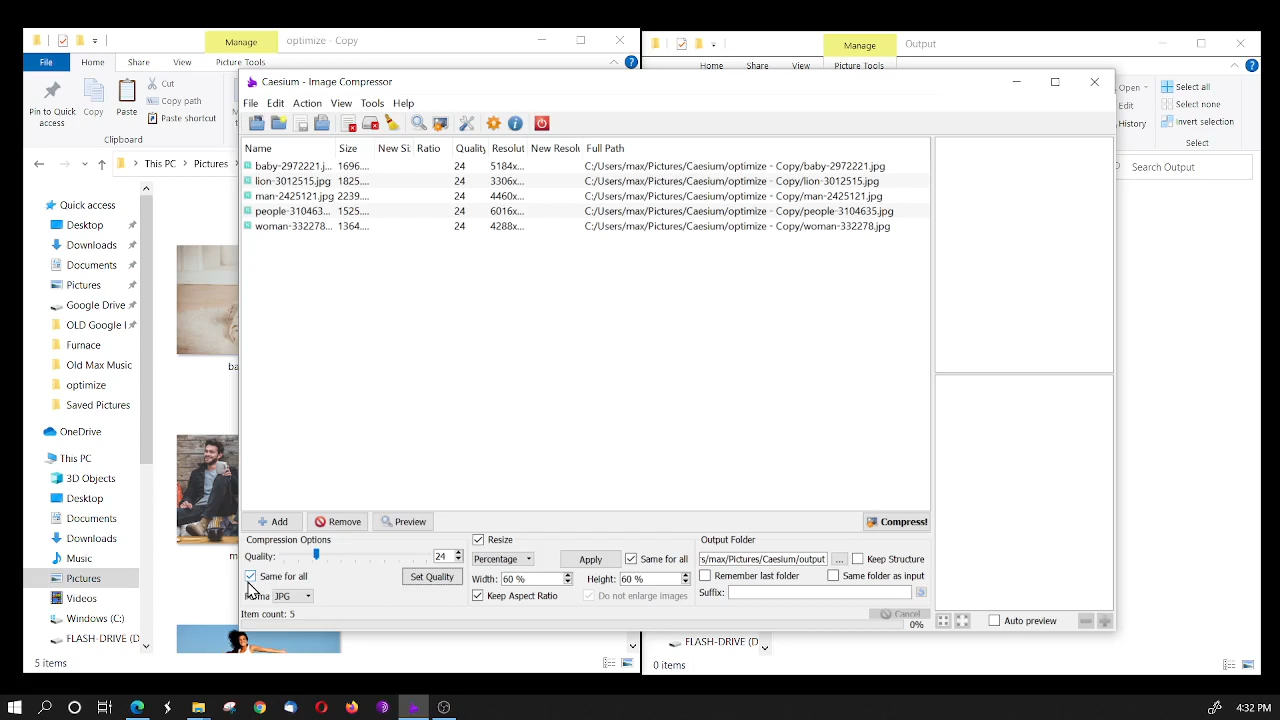 Manage
optimize - Copy
File
Home
Share
View
Picture Tools
Pin to Quick
access
Copy
Paste
Cut
Copy path
Paste shortcut
Clipboard
This PC
Pictures
Quick access
Desktop
Downloads
Documents
Pictures
Google Drive
OLD Google
Furnace
Old Max Music
optimize
Saved Pictures
OneDrive
This PC
3D Objects
Desktop
Documents
Downloads
Music
Pictures
Videos
Windows (C:)
FLASH-DRIVE (D
5 items
ba
m
Manage
Output
Home
Share
View
Picture Tools
Open
Edit
History
Select all
Select none
Invert selection
Select
Search Output
FLASH-DRIVE (D
0 items
Caesium - Image Compressor
File Edit Action View Tools Help
Name Size New Si: Ratio Quality Resolut New Resolu Full Path
baby-2972221.j... 1696.... 24 5184x... C:/Users/max/Pictures/Caesium/optimize - Copy/baby-2972221.jpg
lion-3012515.jpg 1825.... 24 3306x... C:/Users/max/Pictures/Caesium/optimize - Copy/lion-3012515.jpg
man-2425121.jpg 2239.... 24 4460x... C:/Users/max/Pictures/Caesium/optimize - Copy/man-2425121.jpg
people-310463... 1525.... 24 6016x... C:/Users/max/Pictures/Caesium/optimize - Copy/people-3104635.jpg
woman-332278... 1364.... 24 4288x... C:/Users/max/Pictures/Caesium/optimize - Copy/woman-332278.jpg
Add Remove Preview Compress!
Compression Options
Quality: 24
Same for all Set Quality
JPG
Item count: 5
Resize
Percentage Apply Same for all
Width: 60 % Height: 60 %
Keep Aspect Ratio Do not enlarge images
Output Folder
's/max/Pictures/Caesium/output ... Keep Structure
Remember last folder Same folder as input
Suffix:
Cancel
0%
Auto preview
4:32 PM